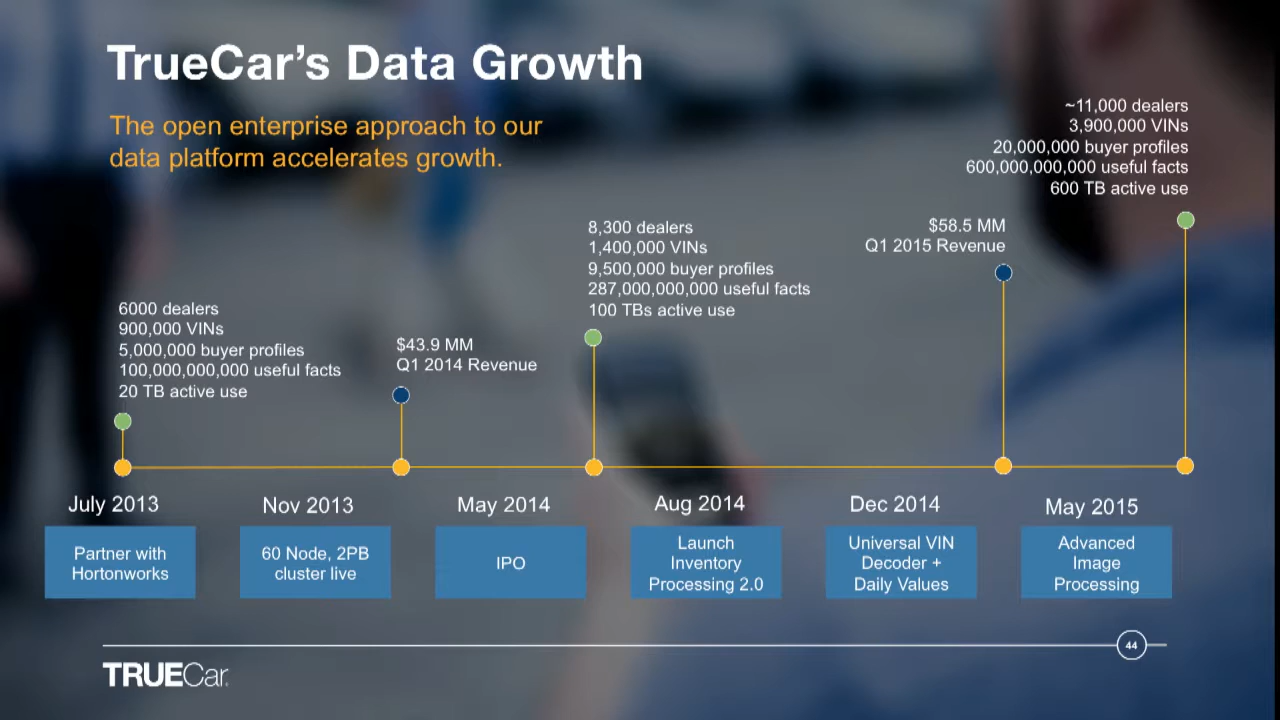 TrueCar's Data Growth
The open enterprise approach to our
data platform accelerates growth.
~11,000 dealers
3,900,000 VINs
20,000,000 buyer profiles
600,000,000,000 useful facts
600 TB active use
$58.5 MM
Q1 2015 Revenue
8,300 dealers
1,400,000 VINs
9,500,000 buyer profiles
287,000,000,000 useful facts
100 TBs active use
6000 dealers
900,000 VINs
5,000,000 buyer profiles
100,000,000,000 useful facts
20 TB active use
$43.9 MM
Q1 2014 Revenue
July 2013
Nov 2013
May 2014
Aug 2014
Dec 2014
May 2015
Partner with
Hortonworks
60 Node, 2PB
cluster live
IPO
Launch
Inventory
Processing 2.0
Universal VIN
Decoder +
Daily Values
Advanced
Image
Processing
44
TRUECar